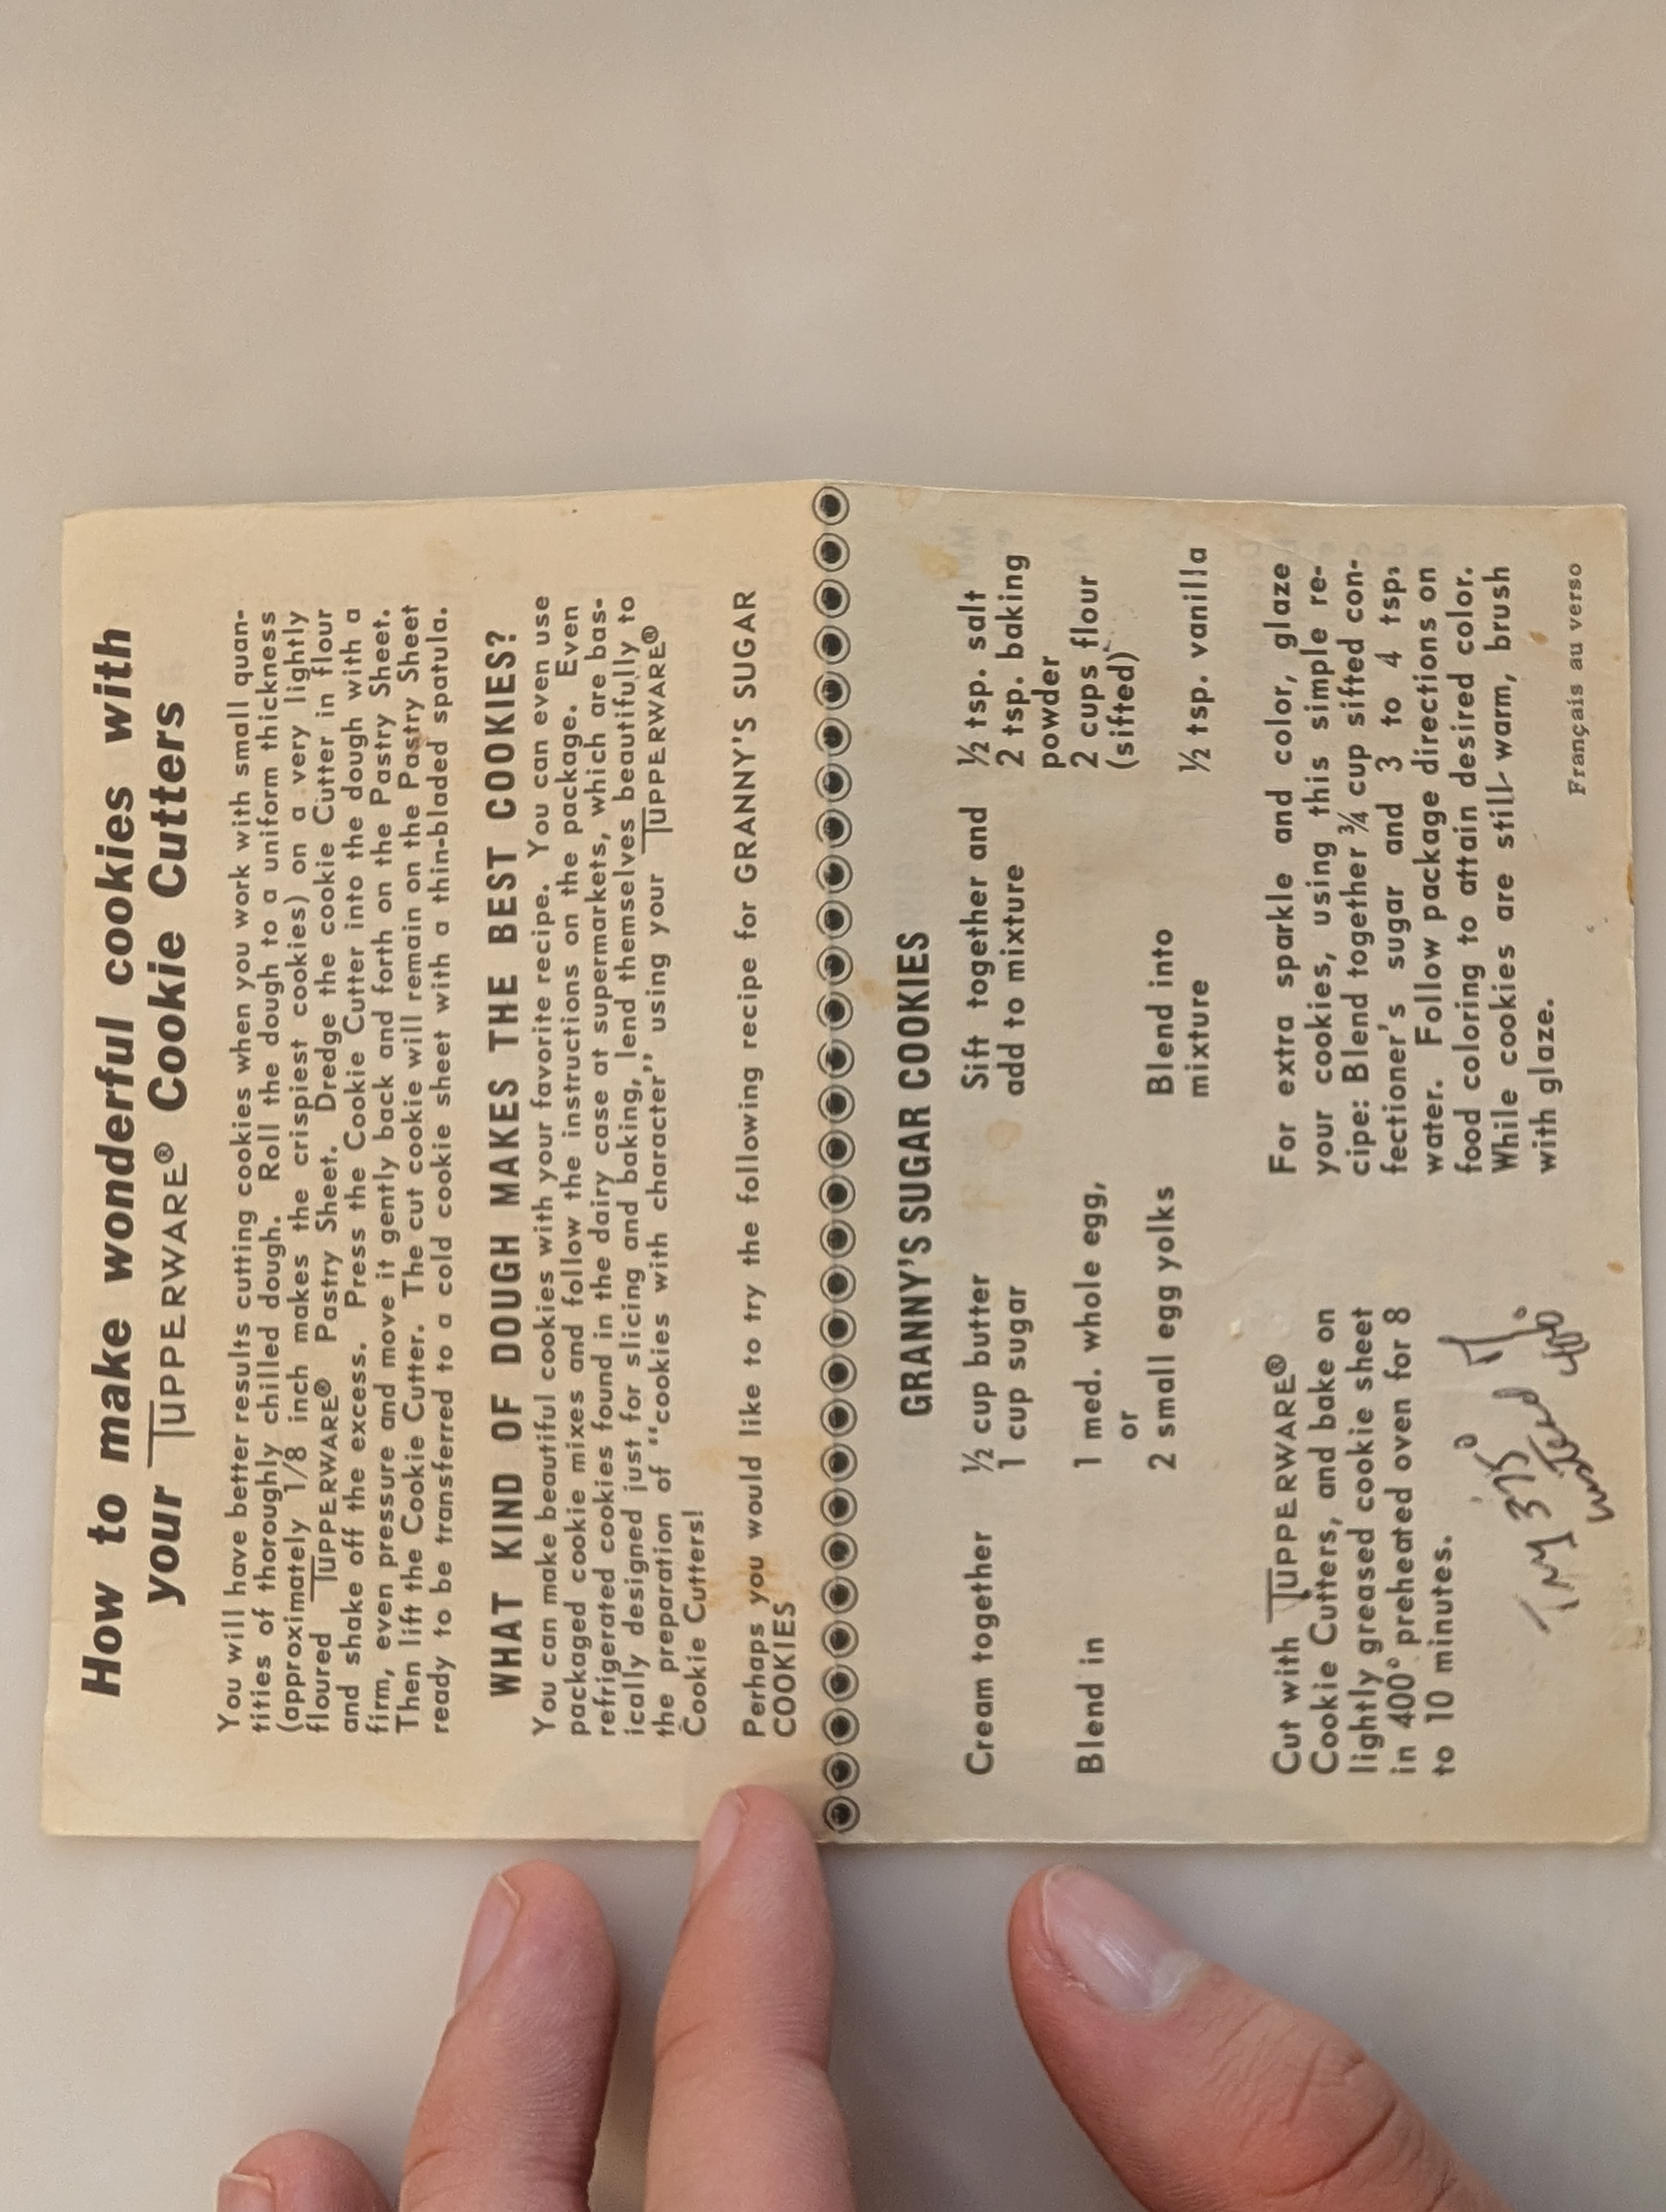 How to make wonderful cookies with
your TUPPERWARE® Cookie Cutters
You will have better results cutting cookies when you work with small quan-
tities of thoroughly chilled dough. Roll the dough to a uniform thickness
(approximately 1/8 inch makes the crispiest cookies) on a very lightly
floured TUPPERWARE® Pastry Sheet. Dredge the cookie Cutter in flour
and shake off the excess. Press the Cookie Cutter into the dough with a
firm, even pressure and move it gently back and forth on the Pastry Sheet.
Then lift the Cookie Cutter. The cut cookie will remain on the Pastry Sheet
ready to be transferred to a cold cookie sheet with a thin-bladed spatula.
WHAT KIND OF DOUGH MAKES THE BEST COOKIES?
You can make beautiful cookies with your favorite recipe. You can even use
packaged cookie mixes and follow the instructions on the package. Even
refrigerated cookies found in the dairy case at supermarkets, which are bas-
ically designed just for slicing and baking, lend themselves beautifully to
the preparation of "cookies with character" using your TUPPERWARE®
Cookie Cutters!
Perhaps you would like to try the following recipe for GRANNY'S SUGAR
COOKIES
GRANNY'S SUGAR COOKIES
Cream together
½ cup butter
1 cup sugar
Blend in
1 med. whole egg,
or
2 small egg yolks
Sift together and
add to mixture
½ tsp. salt
2 tsp. baking
powder
2 cups flour
(sifted)
Blend into
mixture
½ tsp. vanilla
Cut with TUPPERWARE®
Cookie Cutters, and bake on
lightly greased cookie sheet
in 400° preheated oven for 8
to 10 minutes.
Try 375°
400
For extra sparkle and color, glaze
your cookies, using this simple re-
cipe: Blend together ¾ cup sifted con-
fectioner's sugar and 3 to 4 tsp.
water. Follow package directions on
food coloring to attain desired color.
While cookies are still warm, brush
with glaze.
Français au verso